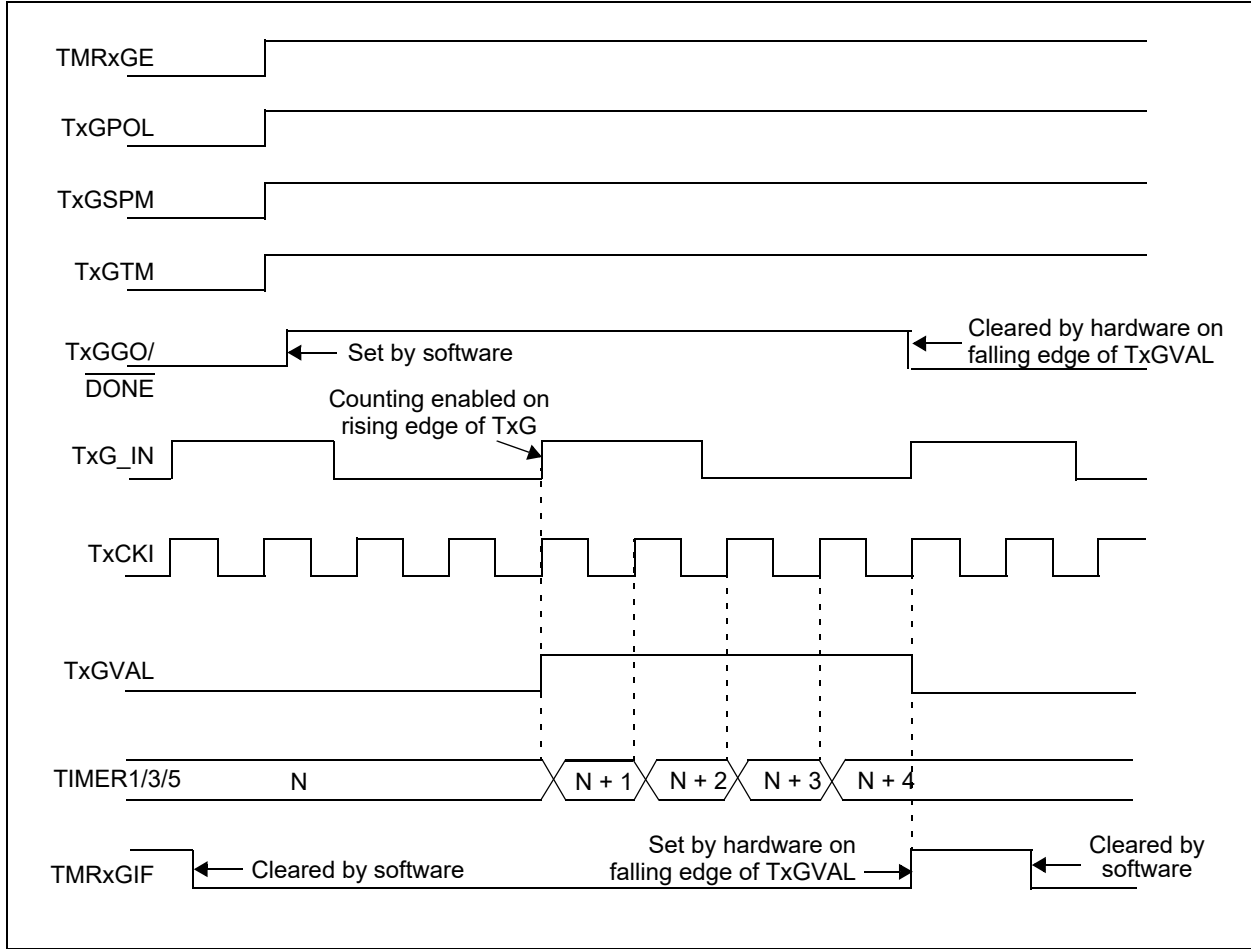 TMRxGE
TxGPOL
TxGSPM
TxGTM
TxGGO/
DONE
Set by software
Cleared by hardware on
falling edge of TxGVAL
Counting enabled on
rising edge of TxG
TxG_IN
TxCKI
TxGVAL
TIMER1/3/5
N
N + 1
N + 2
N + 3
N + 4
TMRxGIF
Cleared by software
Set by hardware on
falling edge of TxGVAL
Cleared by
software